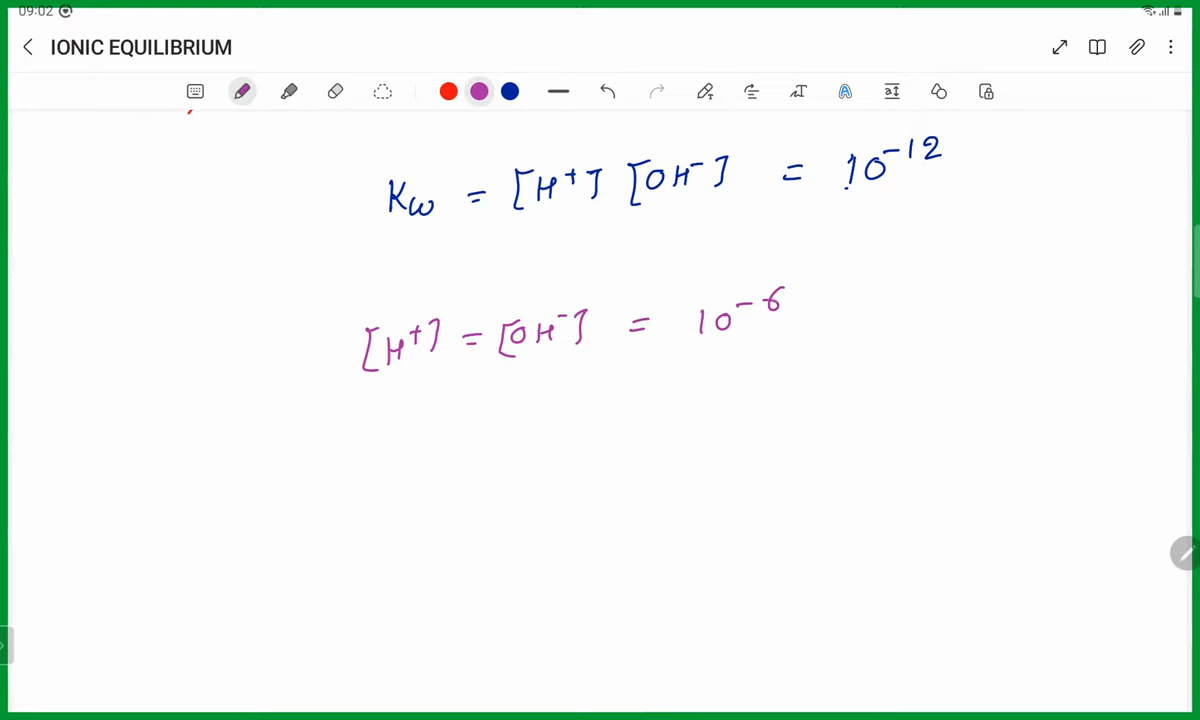 09:02
IONIC EQUILIBRIUM
Kw = [H⁺] [OH⁻] = 10⁻¹²
[H⁺] = [OH⁻] = 10⁻⁶